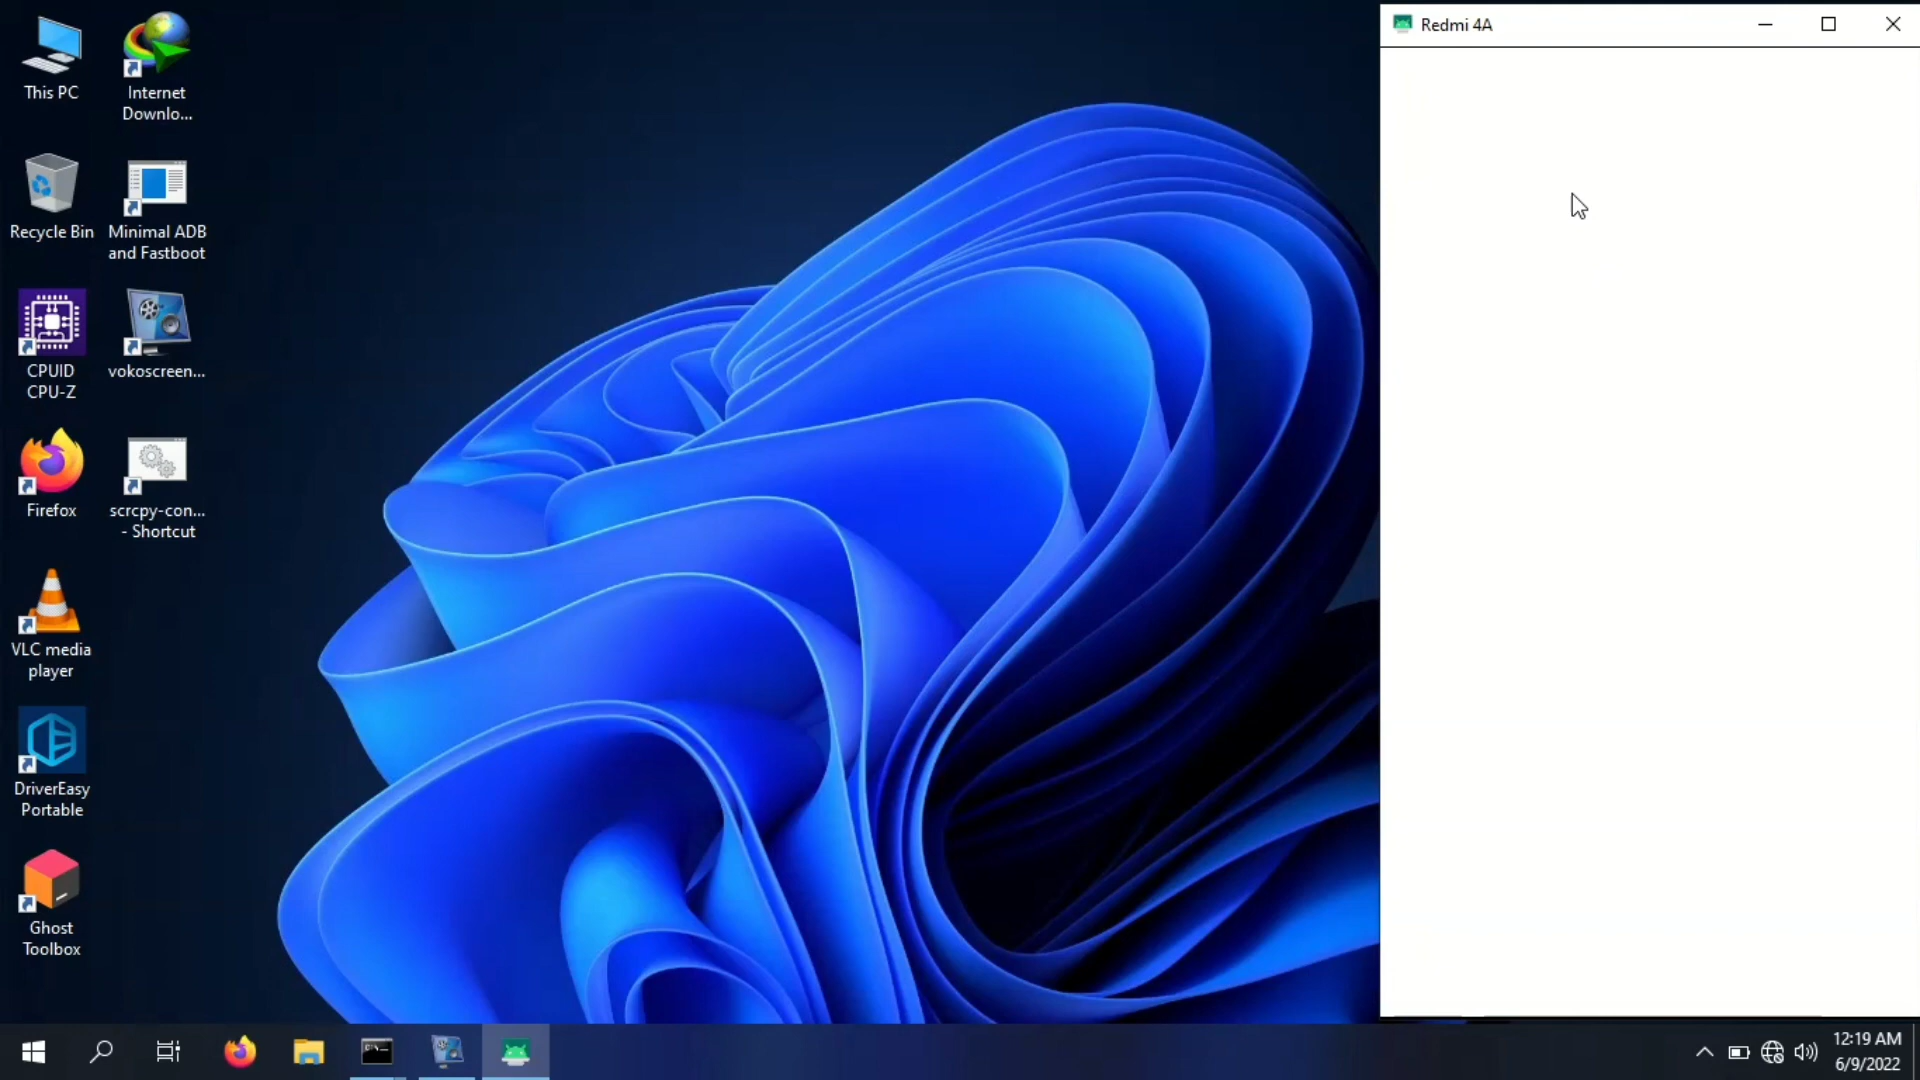 Redmi 4A
This PC
Internet
Downlo...
Recycle Bin
Minimal ADB
and Fastboot
CPUID
CPU-Z
vokoscreen...
Firefox
scrcpy-con...
- Shortcut
VLC media
player
DriverEasy
Portable
Ghost
Toolbox
12:19 AM
6/9/2022